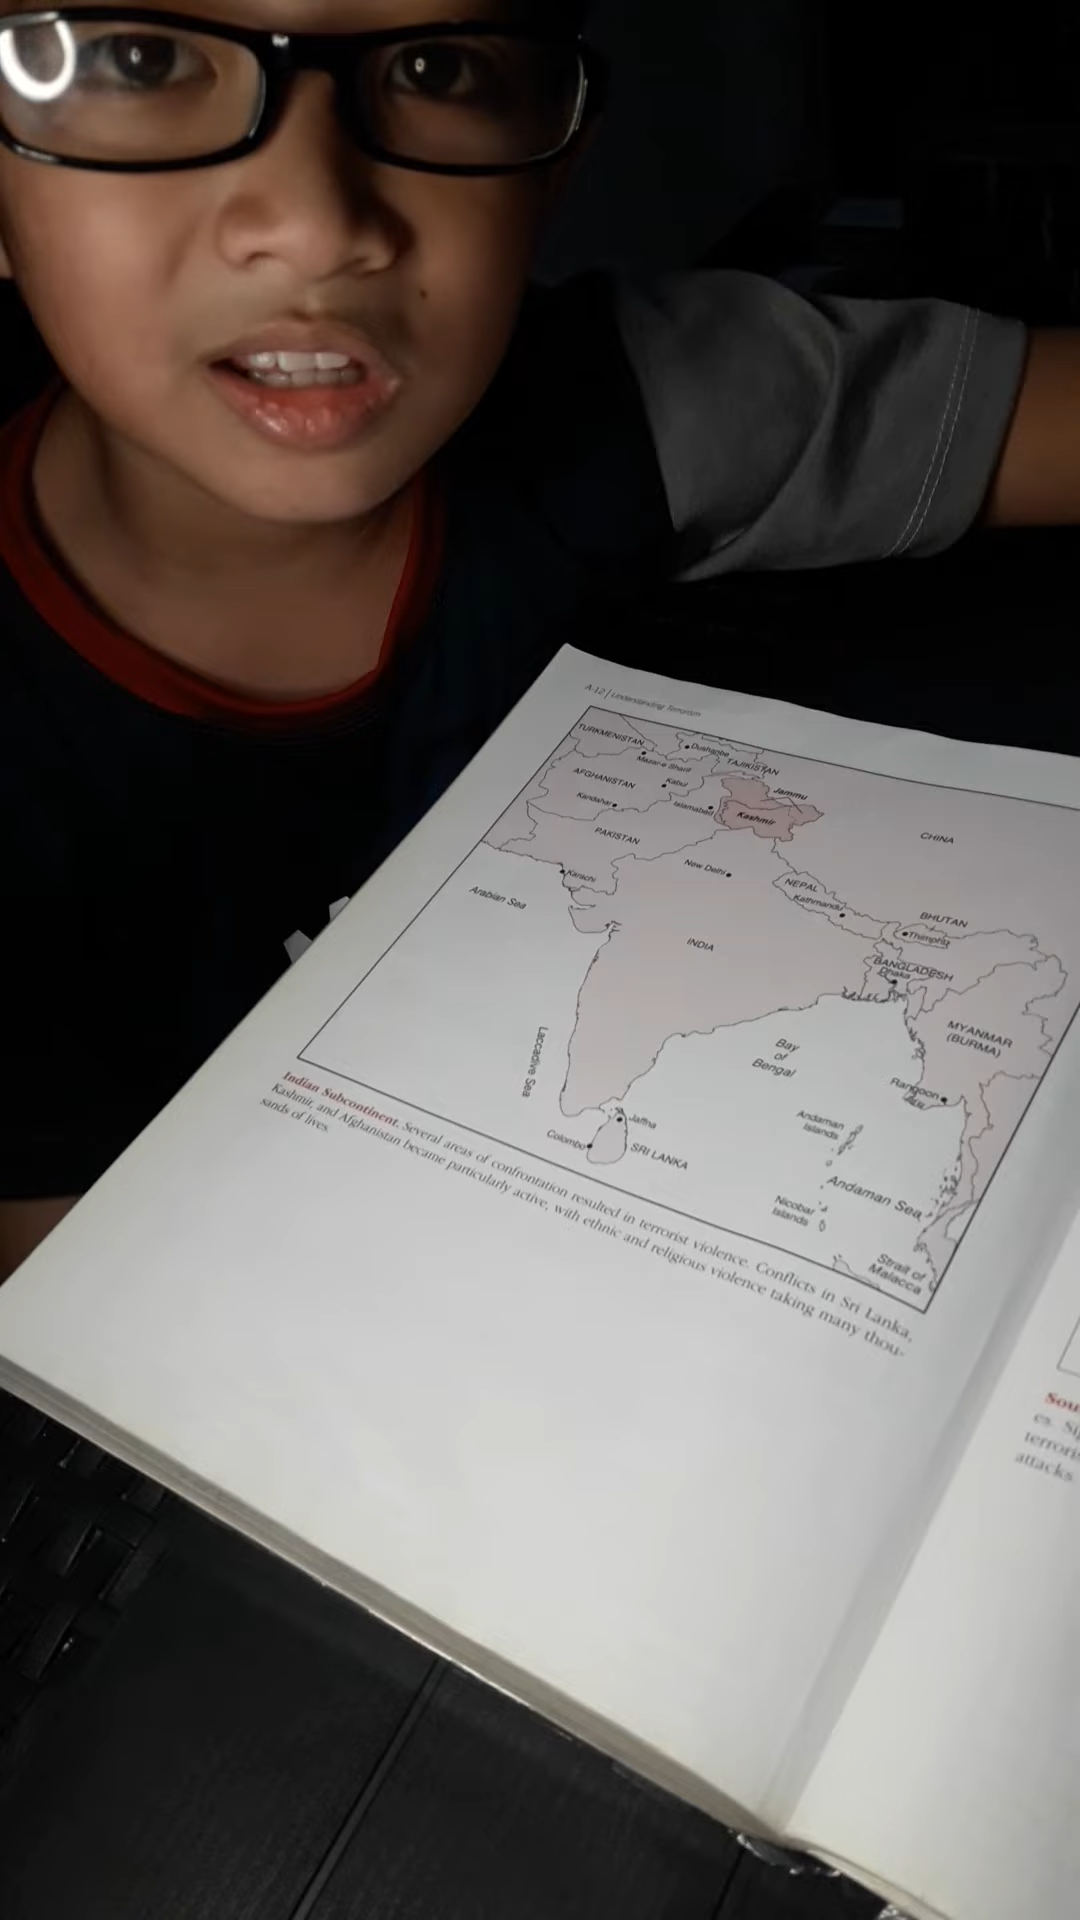 A-12 | Understanding Terrorism
TURKMENISTAN
Dushanbe
TAJIKISTAN
Mazar-e Sharif
AFGHANISTAN
Kabul
Jammu
Kandahar
Islamabad
Kashmir
PAKISTAN
CHINA
New Delhi
NEPAL
Karachi
Kathmandu
Arabian Sea
BHUTAN
Thimphu
INDIA
BANGLADESH
Dhaka
MYANMAR
(BURMA)
Bay
of
Bengal
Laccadive Sea
Rangoon
Jaffna
Andaman
Islands
Colombo
SRI LANKA
Andaman Sea
Nicobar
Islands
Strait of
Malacca
Indian Subcontinent. Several areas of confrontation resulted in terrorist violence. Conflicts in Sri Lanka,
Kashmir, and Afghanistan became particularly active, with ethnic and religious violence taking many thou-
sands of lives.
attacks